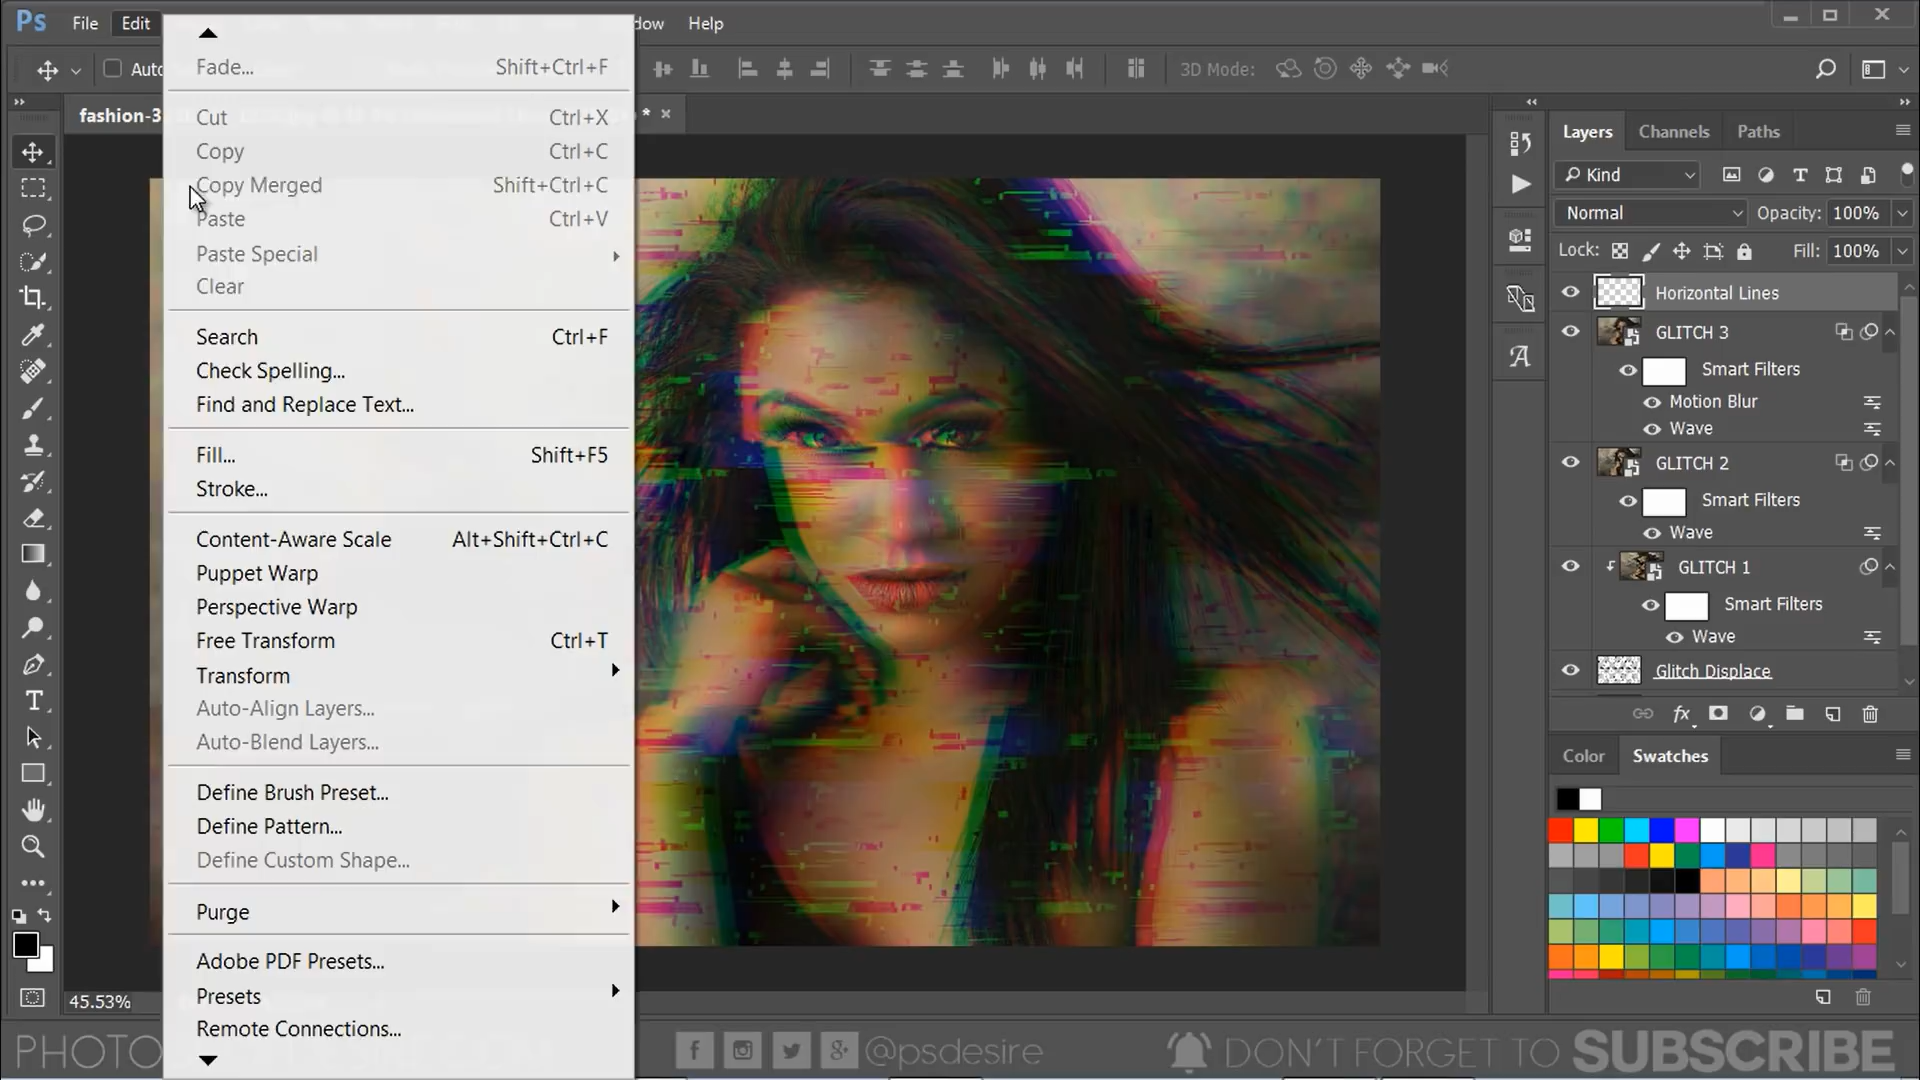 Ps File Edit Help
Auto
3D Mode:
fashion-3 * ×
Fade... Shift+Ctrl+F
Cut Ctrl+X
Copy Ctrl+C
Copy Merged Shift+Ctrl+C
Paste Ctrl+V
Paste Special
Clear
Search Ctrl+F
Check Spelling...
Find and Replace Text...
Fill... Shift+F5
Stroke...
Content-Aware Scale Alt+Shift+Ctrl+C
Puppet Warp
Perspective Warp
Free Transform Ctrl+T
Transform
Auto-Align Layers...
Auto-Blend Layers...
Define Brush Preset...
Define Pattern...
Define Custom Shape...
Purge
Adobe PDF Presets...
Presets
Remote Connections...
Layers Channels Paths
Kind
Normal Opacity: 100%
Lock: Fill: 100%
Horizontal Lines
GLITCH 3
Smart Filters
Motion Blur
Wave
GLITCH 2
Smart Filters
Wave
GLITCH 1
Smart Filters
Wave
Glitch Displace
fx
Color Swatches
45.53%
PHOTO @psdesire DON'T FORGET TO SUBSCRIBE